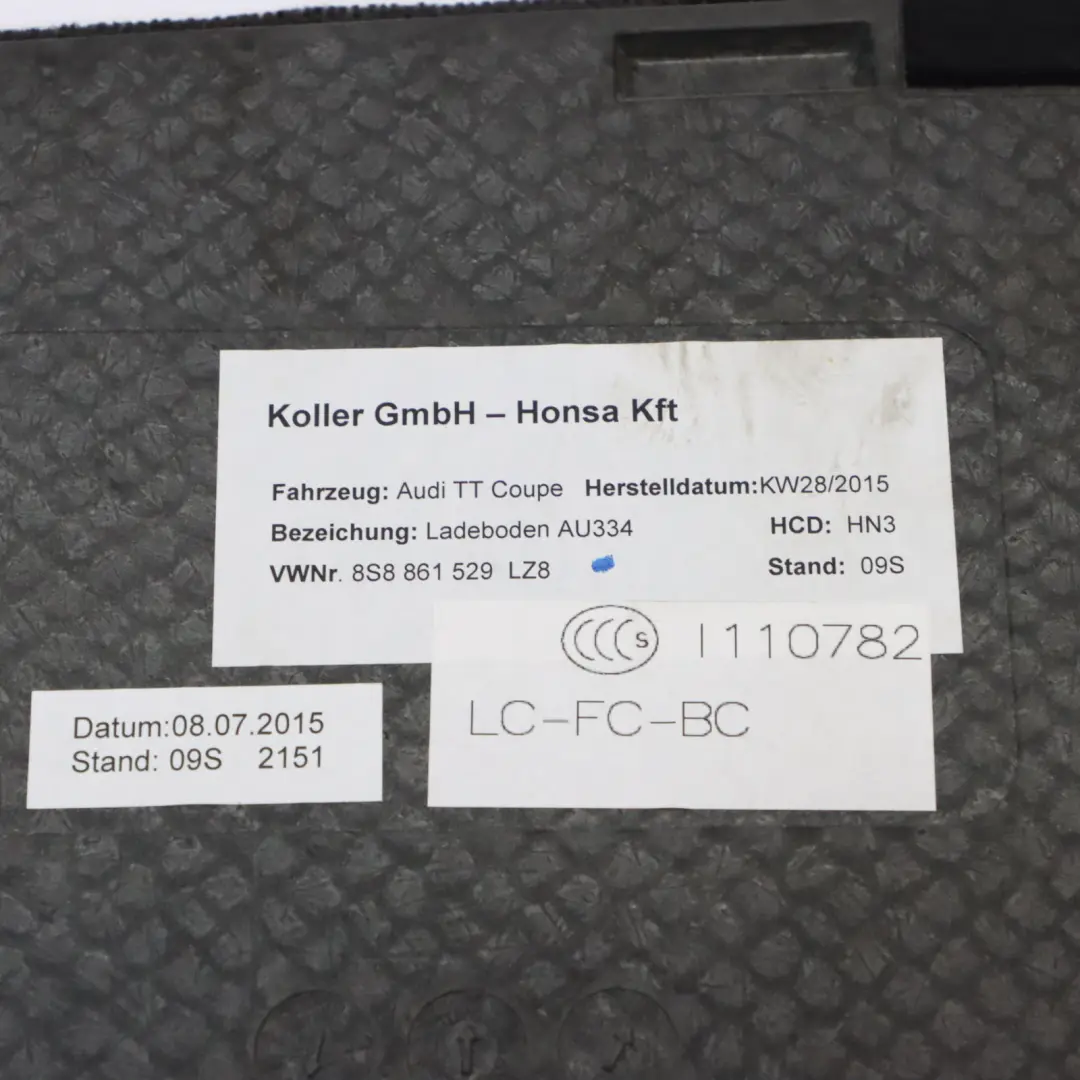 Koller GmbH – Honsa Kft
Fahrzeug: Audi TT Coupe Herstelldatum:KW28/2015
Bezeichung: Ladeboden AU334 HCD: HN3
VWNr. 8S8 861 529 LZ8 Stand: 09S
CCC S I110782
LC-FC-BC
Datum:08.07.2015
Stand: 09S 2151